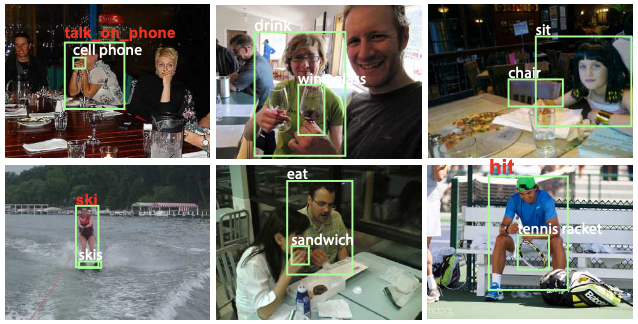 talk_on_phone
cell phone
drink
wine glass
sit
chair
ski
skis
eat
sandwich
hit
tennis racket